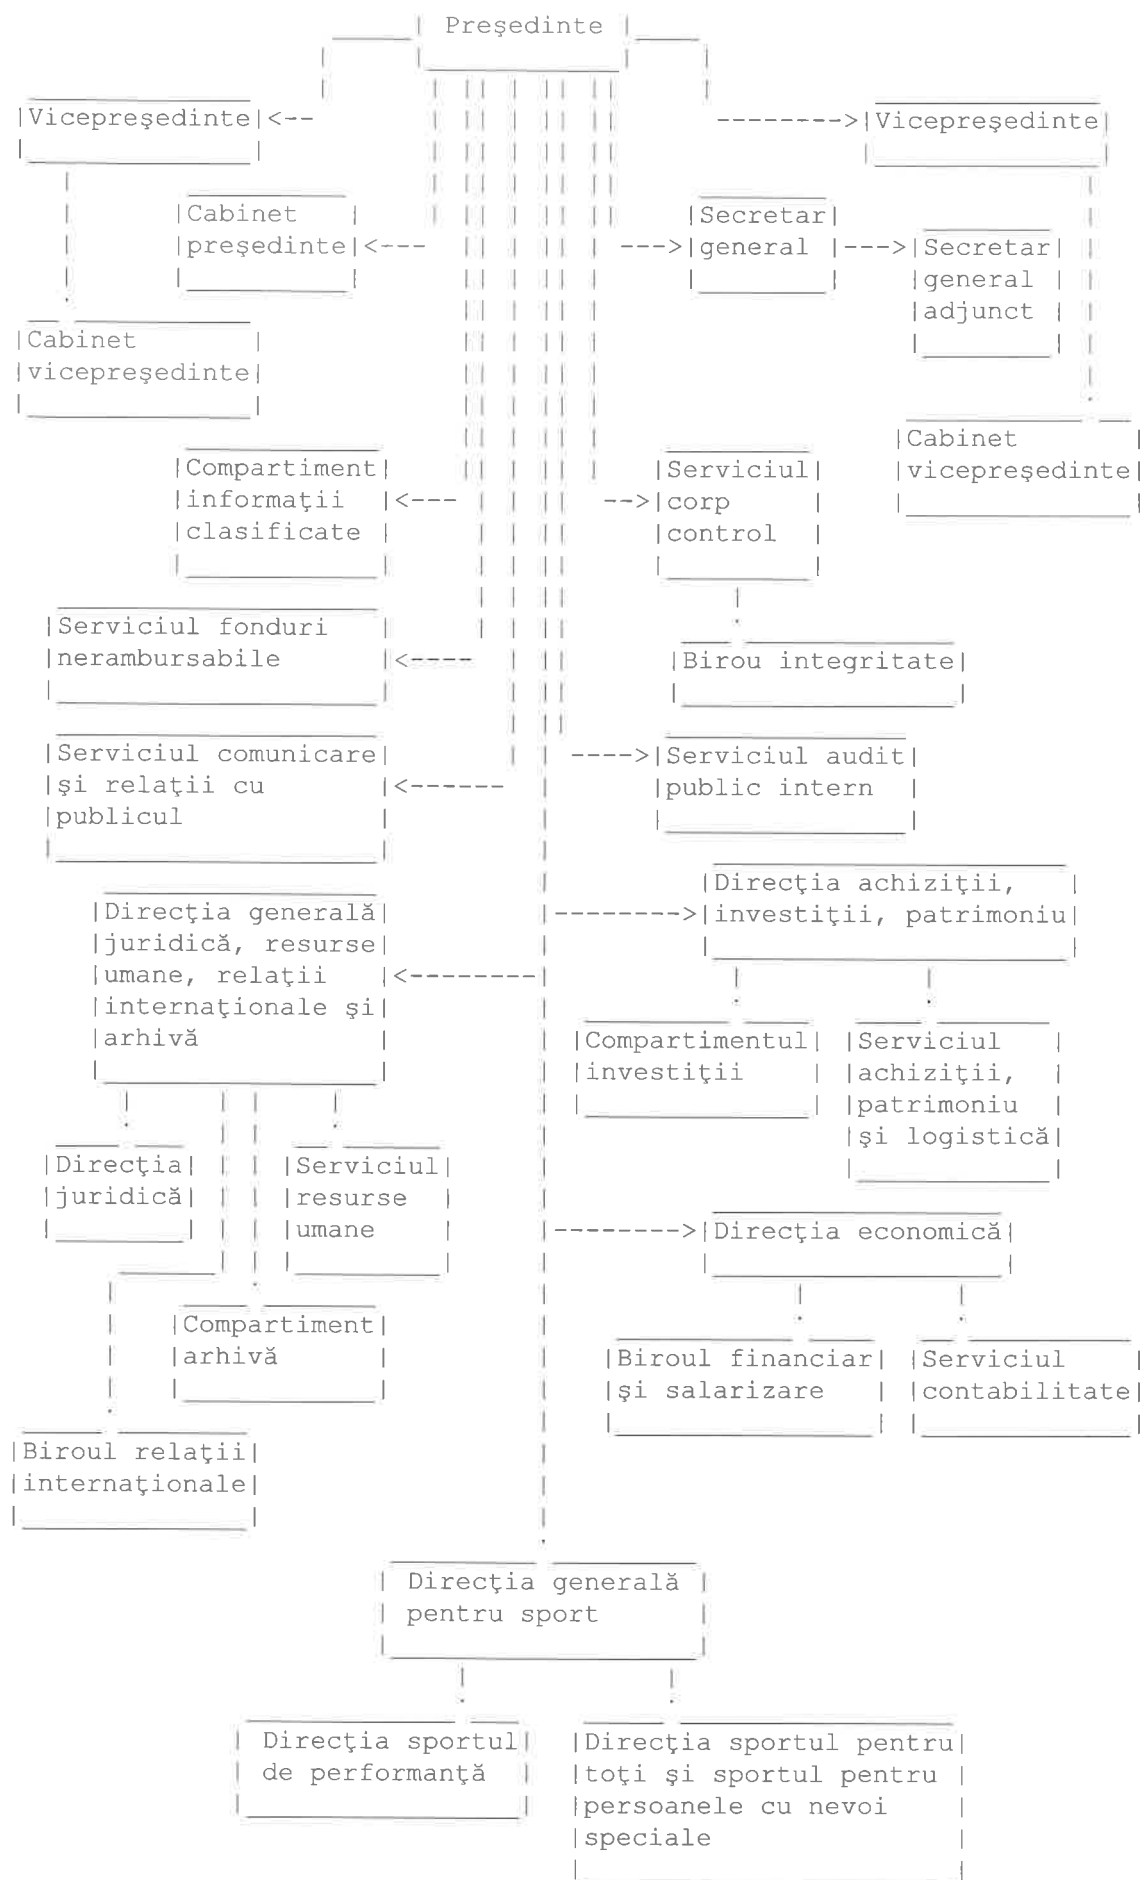 Preşedinte
Vicepreşedinte
Vicepreşedinte
Cabinet
preşedinte
Secretar
general
Secretar
general
adjunct
Cabinet
vicepreşedinte
Cabinet
vicepreşedinte
Compartiment
informaţii
clasificate
Serviciul
corp
control
Serviciul fonduri
nerambursabile
Birou integritate
Serviciul comunicare
şi relaţii cu
publicul
Serviciul audit
public intern
Direcţia generală
juridică, resurse
umane, relaţii
internaţionale şi
arhivă
Direcţia achiziţii,
investiţii, patrimoniu
Compartimentul
investiţii
Serviciul
achiziţii,
patrimoniu
şi logistică
Direcţia
juridică
Serviciul
resurse
umane
Direcţia economică
Compartiment
arhivă
Biroul financiar
şi salarizare
Serviciul
contabilitate
Biroul relaţii
internaţionale
Direcţia generală
pentru sport
Direcţia sportul
de performanţă
Direcţia sportul pentru
toţi şi sportul pentru
persoanele cu nevoi
speciale